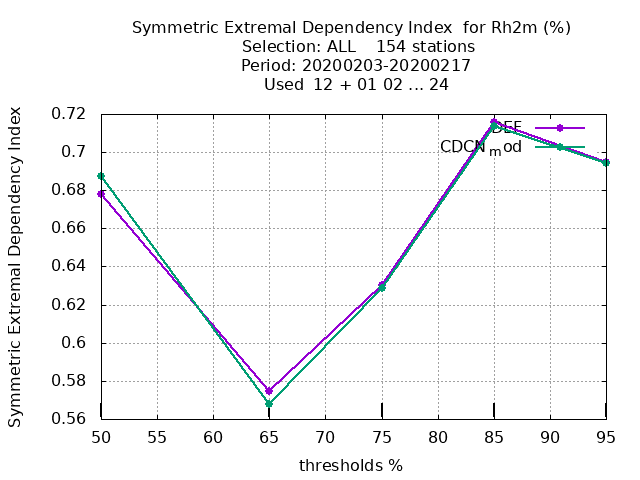 Symmetric Extremal Dependency Index for Rh2m (%)
Selection: ALL 154 stations
Period: 20200203-20200217
Used 12 + 01 02 ... 24
Symmetric Extremal Dependency Index
0.72
0.7
0.68
0.66
0.64
0.62
0.6
0.58
0.56
DEF
CDCN_mod
50 55 60 65 70 75 80 85 90 95
thresholds %